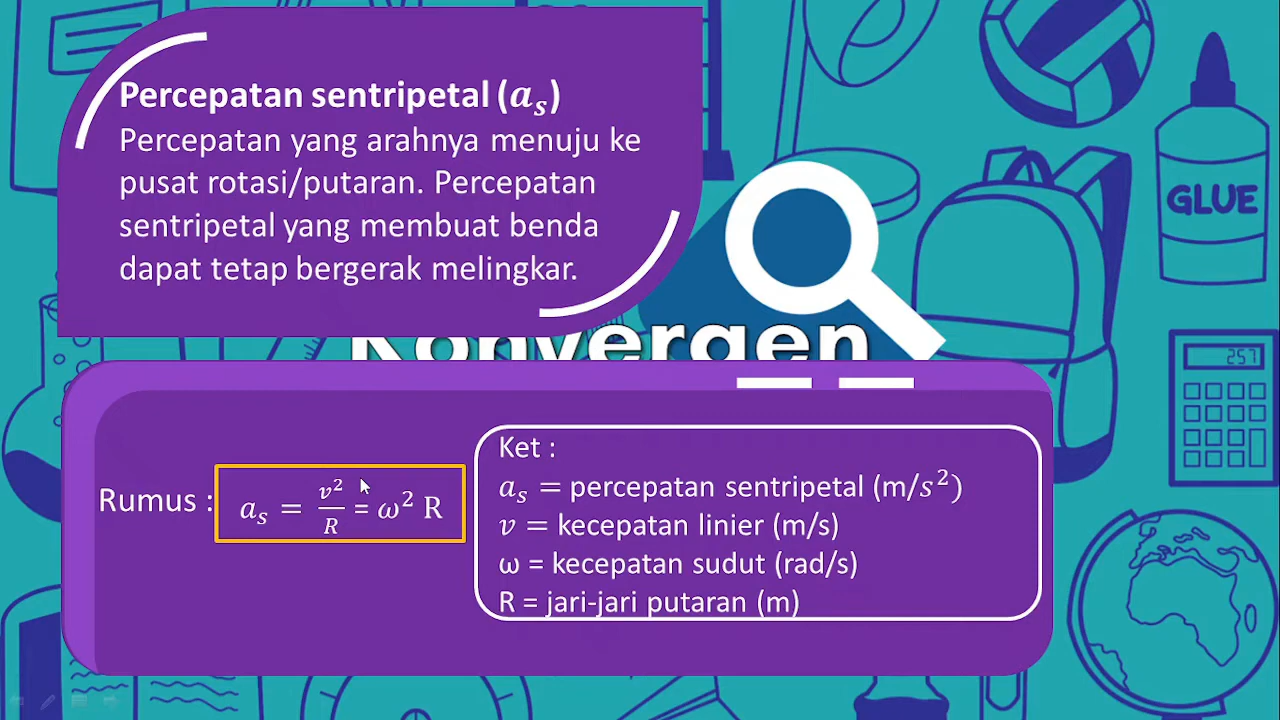 Percepatan sentripetal (𝒂ₛ)
Percepatan yang arahnya menuju ke
pusat rotasi/putaran. Percepatan
sentripetal yang membuat benda
dapat tetap bergerak melingkar.
GLUE
Konvergen
257
Rumus : aₛ = v²/R = ω² R
Ket :
aₛ = percepatan sentripetal (m/s²)
v = kecepatan linier (m/s)
ω = kecepatan sudut (rad/s)
R = jari-jari putaran (m)